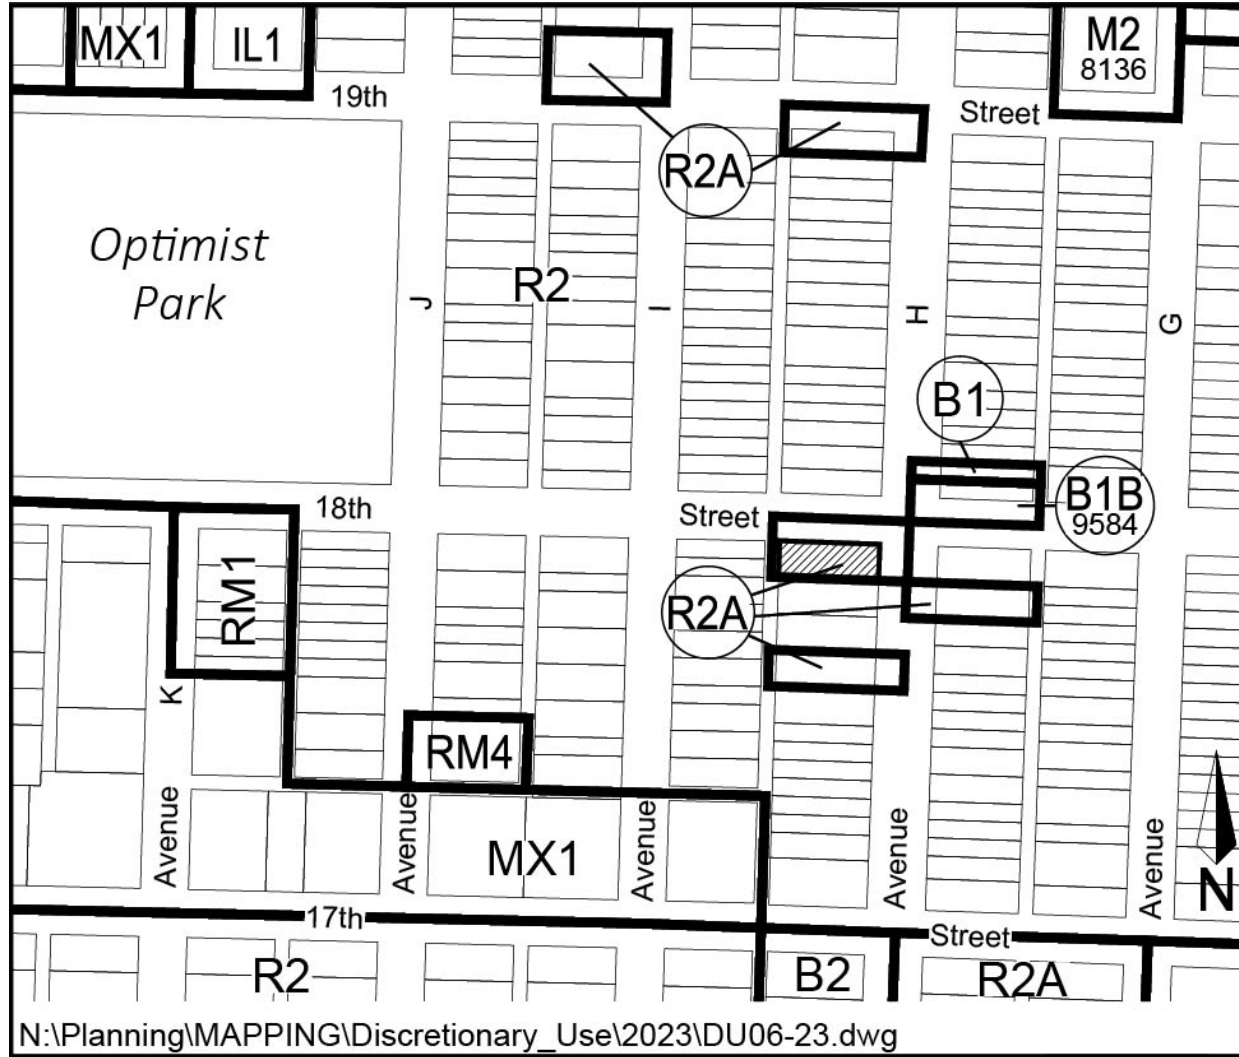 MX1
IL1
M2
8136
19th
Street
R2A
Optimist
Park
R2
J
I
H
G
B1
18th
Street
B1B
9584
RM1
R2A
K
RM4
Avenue
Avenue
MX1
Avenue
Avenue
Avenue
N
17th
Street
R2
B2
R2A
N:\Planning\MAPPING\Discretionary_Use\2023\DU06-23.dwg